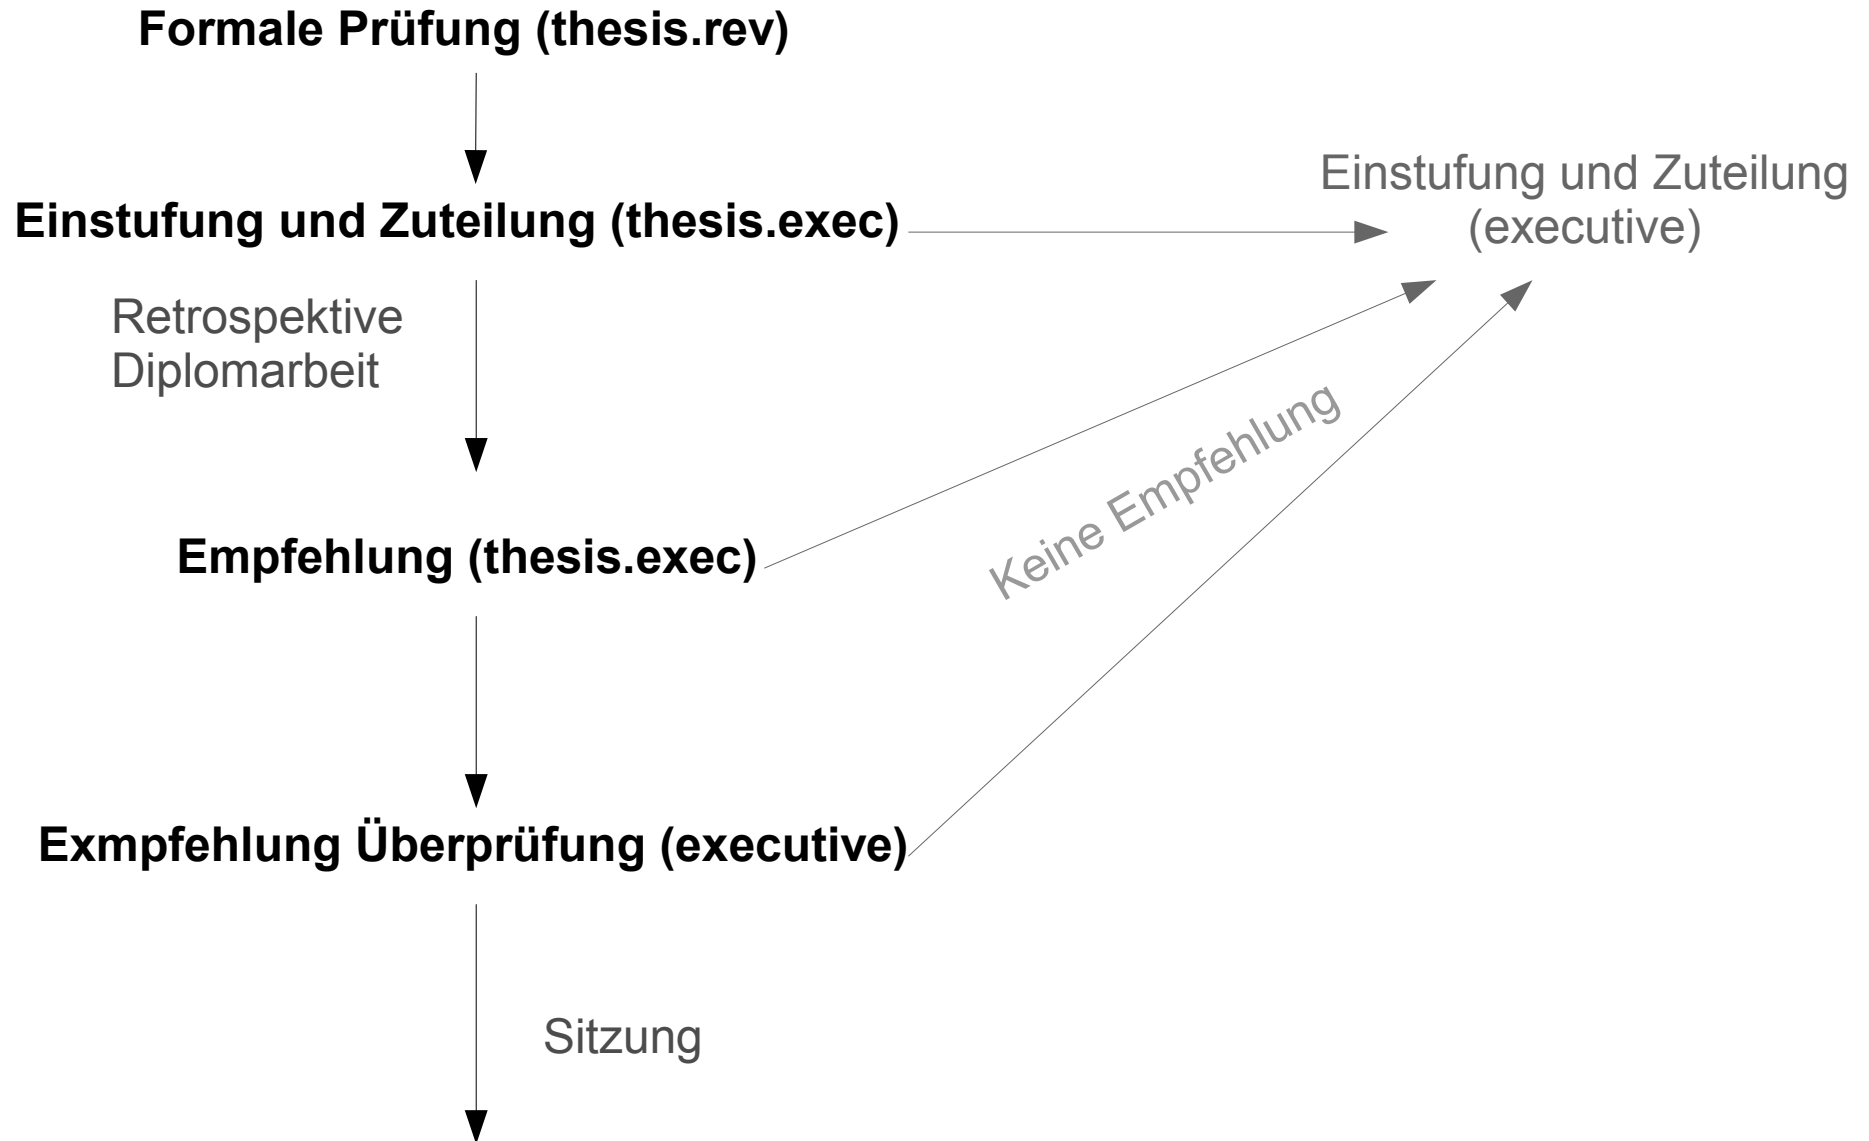 Formale Prüfung (thesis.rev)
Einstufung und Zuteilung
(executive)
Einstufung und Zuteilung (thesis.exec)
Retrospektive
Diplomarbeit
Keine Empfehlung
Empfehlung (thesis.exec)
Exmpfehlung Überprüfung (executive)
Sitzung